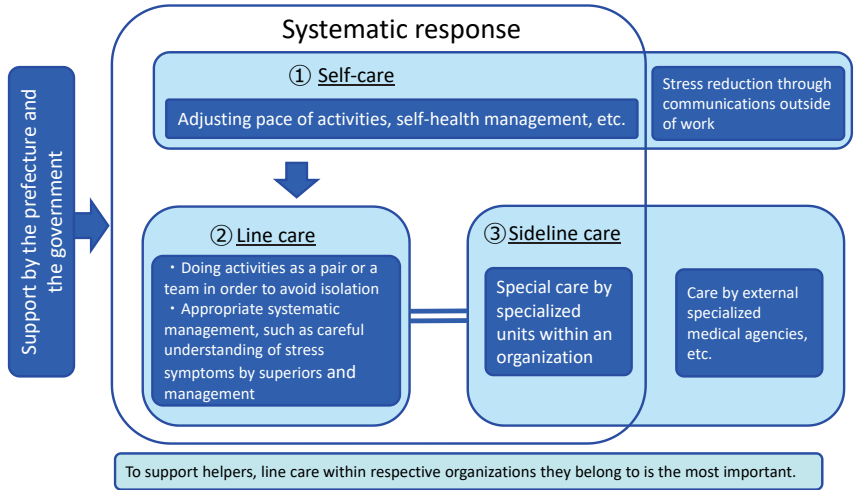 Support by the prefecture and
the government
Systematic response
① Self-care
Adjusting pace of activities, self-health management, etc.
Stress reduction through
communications outside
of work
② Line care
・Doing activities as a pair or a
team in order to avoid isolation
・Appropriate systematic
management, such as careful
understanding of stress
symptoms by superiors and
management
③ Sideline care
Special care by
specialized
units within an
organization
Care by external
specialized
medical agencies,
etc.
To support helpers, line care within respective organizations they belong to is the most important.